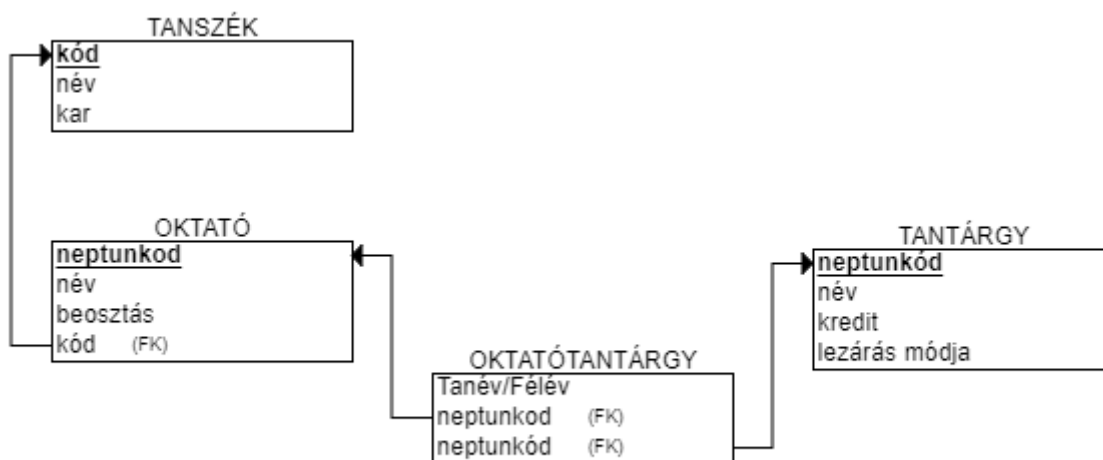 TANSZÉK
kód
név
kar
OKTATÓ
neptunkod
név
beosztás
kód (FK)
TANTÁRGY
neptunkód
név
kredit
lezárás módja
OKTATÓTANTÁRGY
Tanév/Félév
neptunkod (FK)
neptunkód (FK)